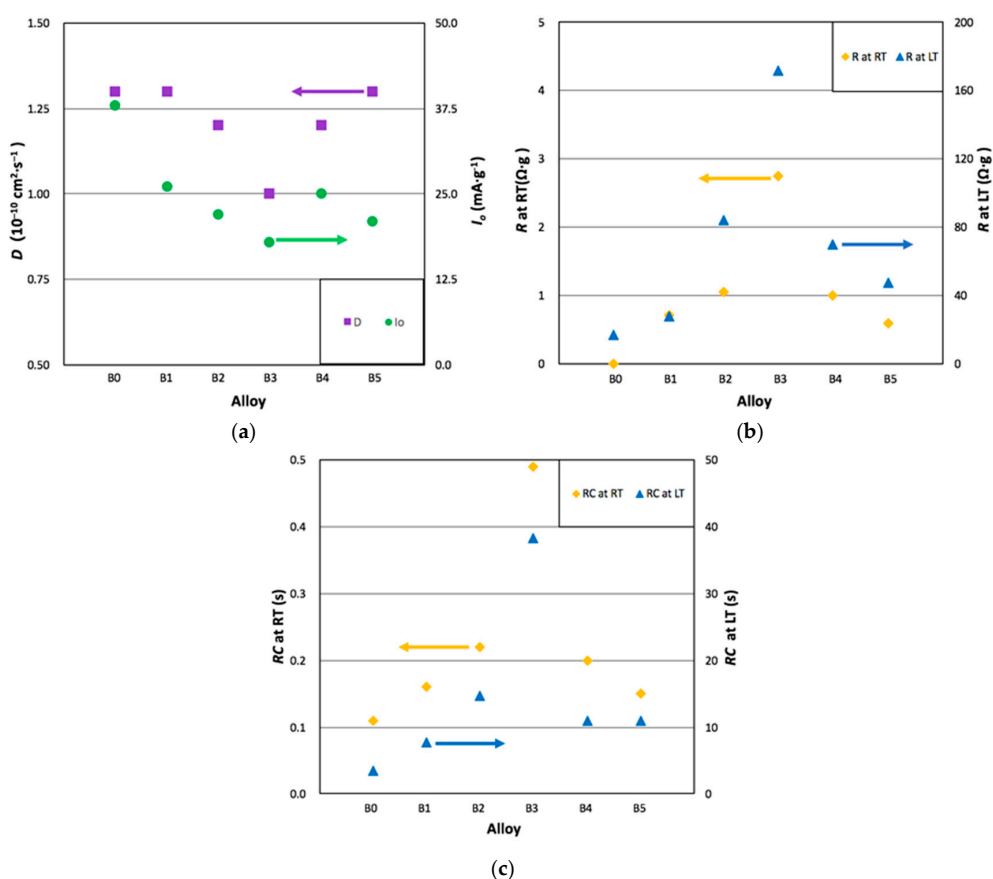 1.50
1.25
1.00
0.75
0.50
D (10⁻¹⁰ cm²·s⁻¹)
50.0
37.5
25.0
12.5
0.0
Iₒ (mA·g⁻¹)
D Io
B0 B1 B2 B3 B4 B5
Alloy
(a)
5
4
3
2
1
0
R at RT(Ω·g )
200
160
120
80
40
0
R at LT (Ω·g)
R at RT R at LT
B0 B1 B2 B3 B4 B5
Alloy
(b)
0.5
0.4
0.3
0.2
0.1
0.0
RC at RT (s)
50
40
30
20
10
0
RC at LT (s)
RC at RT RC at LT
B0 B1 B2 B3 B4 B5
Alloy
(c)